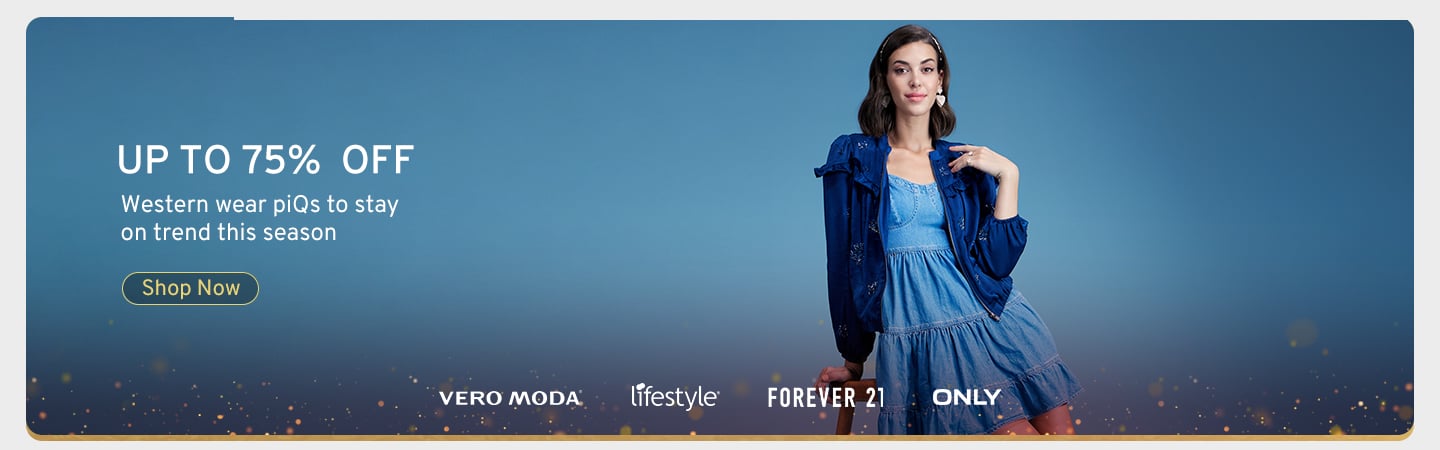 UP TO 75% OFF
Western wear piQs to stay
on trend this season
Shop Now
VERO MODA lifestyle FOREVER 21 ONLY